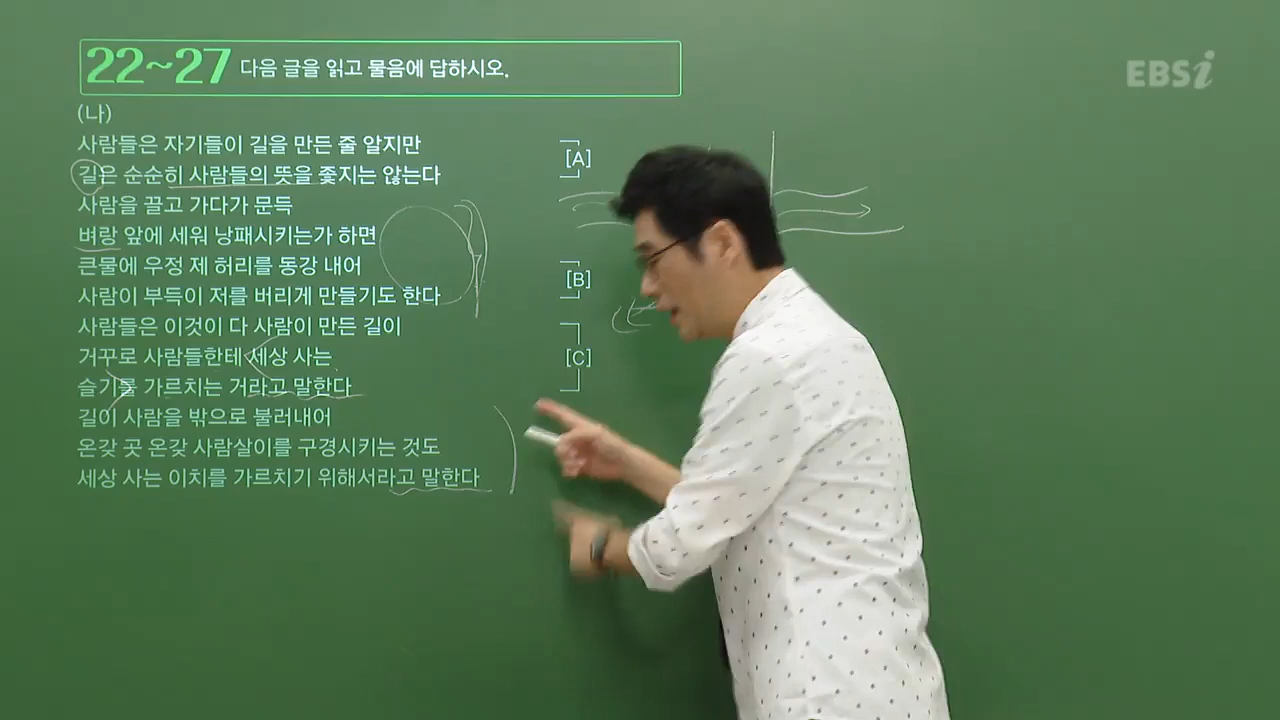 22~27 다음 글을 읽고 물음에 답하시오.
EBSi
(나)
사람들은 자기들이 길을 만든 줄 알지만
[A]
길은 순순히 사람들의 뜻을 좇지는 않는다
사람을 끌고 가다가 문득
벼랑 앞에 세워 낭패시키는가 하면
큰물에 우정 제 허리를 동강 내어
[B]
사람이 부득이 저를 버리게 만들기도 한다
사람들은 이것이 다 사람이 만든 길이
거꾸로 사람들한테 세상 사는
[C]
슬기를 가르치는 거라고 말한다
길이 사람을 밖으로 불러내어
온갖 곳 온갖 사람살이를 구경시키는 것도
세상 사는 이치를 가르치기 위해서라고 말한다